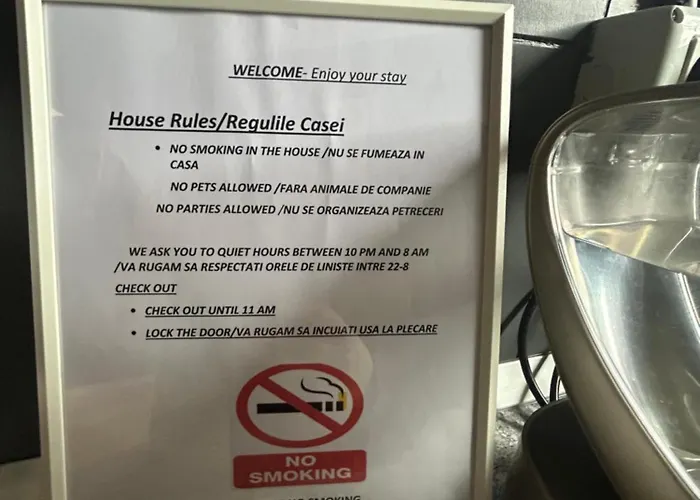 WELCOME- Enjoy your stay
House Rules/Regulile Casei
• NO SMOKING IN THE HOUSE /NU SE FUMEAZA IN
CASA
NO PETS ALLOWED /FARA ANIMALE DE COMPANIE
NO PARTIES ALLOWED /NU SE ORGANIZEAZA PETRECERI
WE ASK YOU TO QUIET HOURS BETWEEN 10 PM AND 8 AM
/VA RUGAM SA RESPECTATI ORELE DE LINISTE INTRE 22-8
CHECK OUT
• CHECK OUT UNTIL 11 AM
• LOCK THE DOOR/VA RUGAM SA INCUIATI USA LA PLECARE
NO
SMOKING
SMOKING